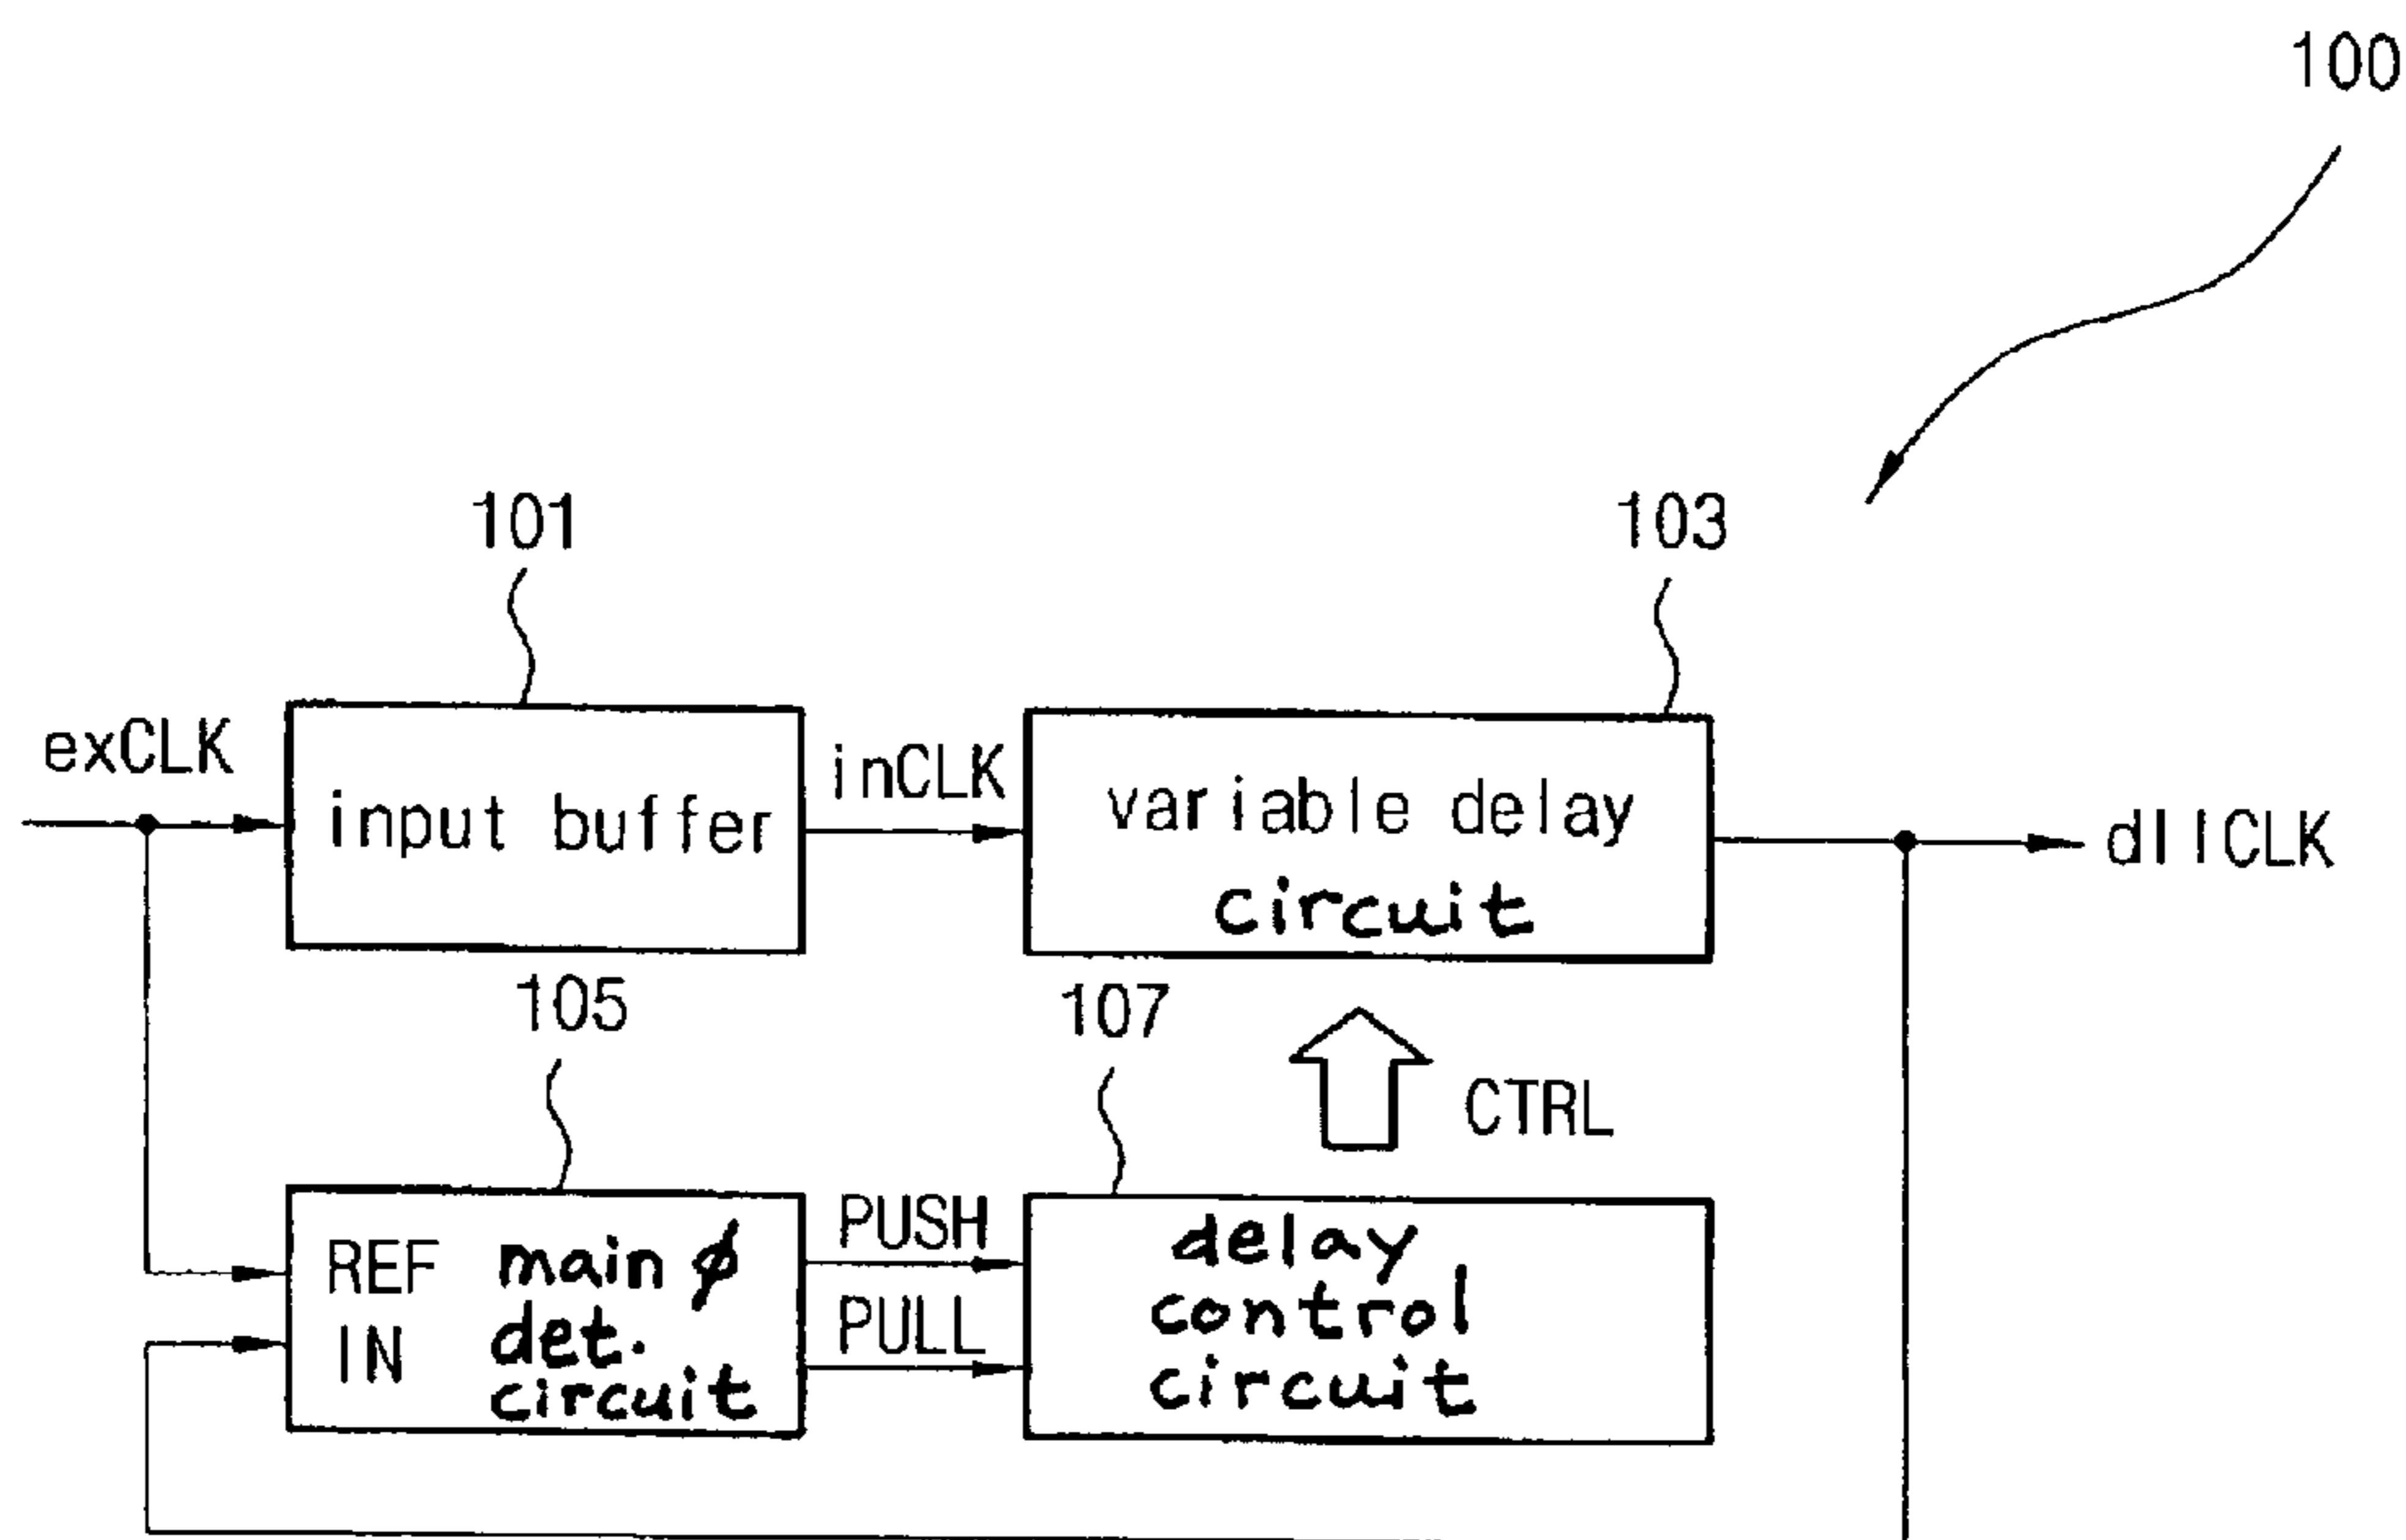 100
101
103
exCLK
input buffer
inCLK
variable delay
circuit
dllCLK
105
107
CTRL
REF
IN
main ϕ
det.
circuit
PUSH
PULL
delay
control
circuit